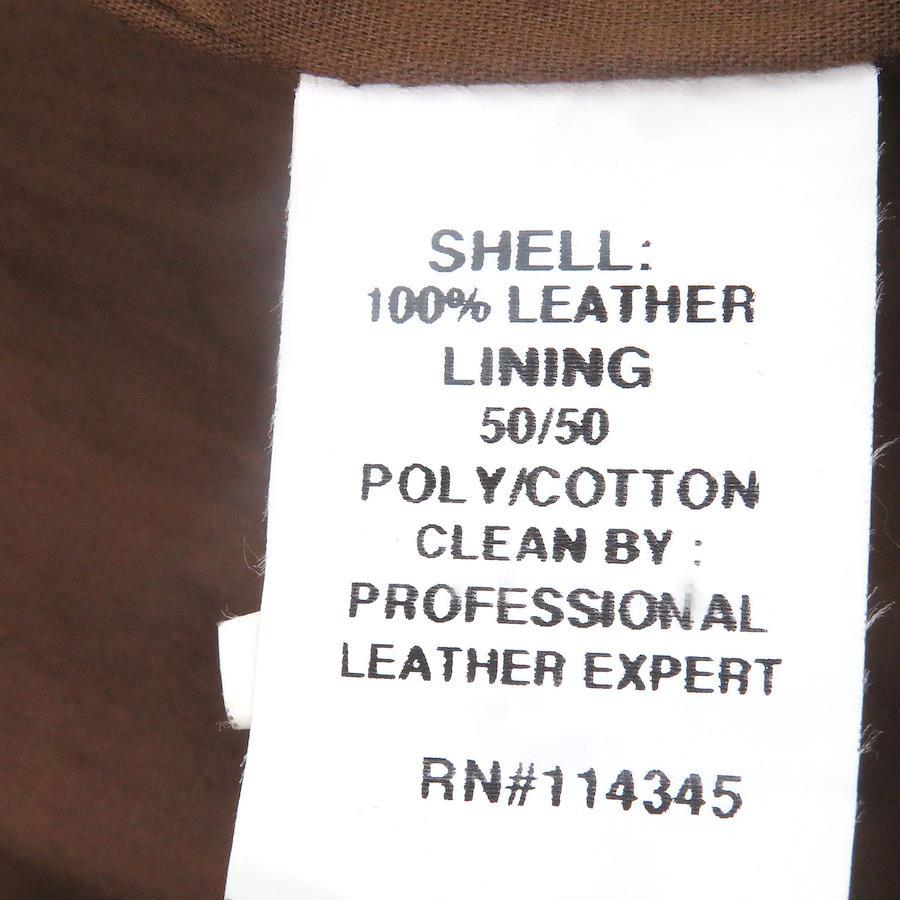 SHELL:
100% LEATHER
LINING
50/50
POLY/COTTON
CLEAN BY :
PROFESSIONAL
LEATHER EXPERT
RN#114345